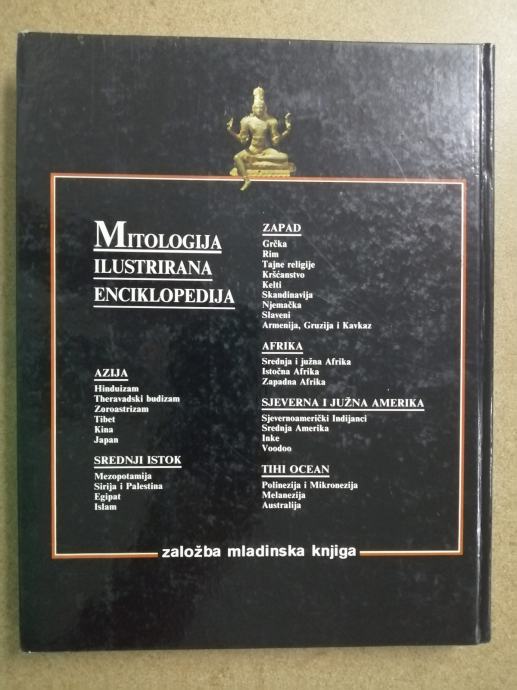 MITOLOGIJA
ILUSTRIRANA
ENCIKLOPEDIJA
AZIJA
Hinduizam
Theravadski budizam
Zoroastrizam
Tibet
Kina
Japan
SREDNJI ISTOK
Mezopotamija
Sirija i Palestina
Egipat
Islam
ZAPAD
Grčka
Rim
Tajne religije
Kršćanstvo
Kelti
Skandinavija
Njemačka
Slaveni
Armenija, Gruzija i Kavkaz
AFRIKA
Srednja i južna Afrika
Istočna Afrika
Zapadna Afrika
SJEVERNA I JUŽNA AMERIKA
Sjevernoamerički Indijanci
Srednja Amerika
Inke
Voodoo
TIHI OCEAN
Polinezija i Mikronezija
Melanezija
Australija
založba mladinska knjiga